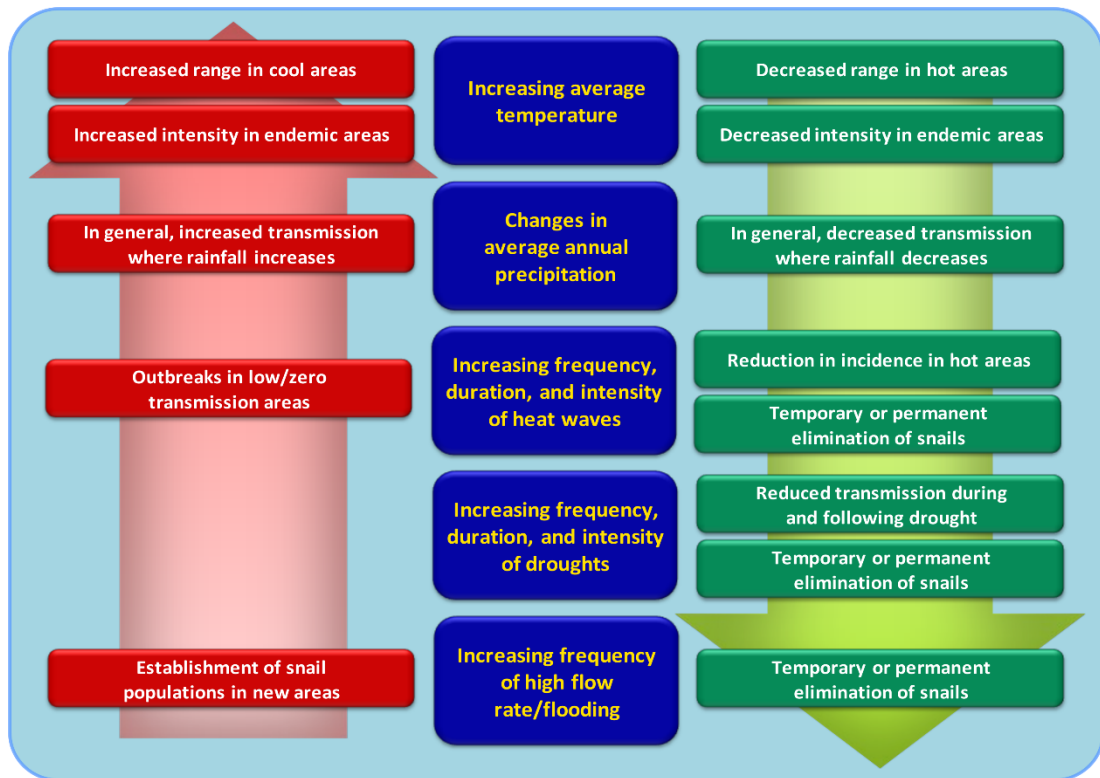 Increased range in cool areas
Increased intensity in endemic areas
Increasing average
temperature
Decreased range in hot areas
Decreased intensity in endemic areas
In general, increased transmission
where rainfall increases
Changes in
average annual
precipitation
In general, decreased transmission
where rainfall decreases
Outbreaks in low/zero
transmission areas
Increasing frequency,
duration, and intensity
of heat waves
Reduction in incidence in hot areas
Temporary or permanent
elimination of snails
Increasing frequency,
duration, and intensity
of droughts
Reduced transmission during
and following drought
Temporary or permanent
elimination of snails
Establishment of snail
populations in new areas
Increasing frequency
of high flow
rate/flooding
Temporary or permanent
elimination of snails